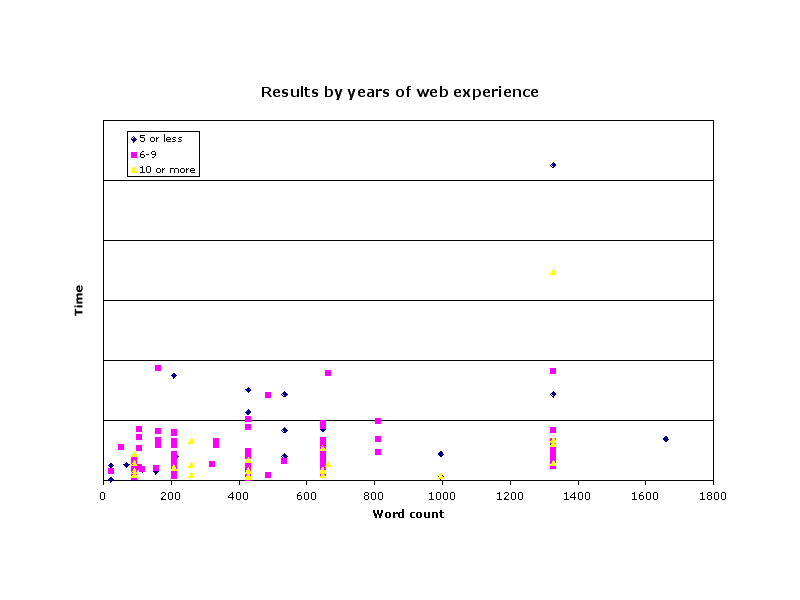 Results by years of web experience
5 or less
6-9
10 or more
Time
0 200 400 600 800 1000 1200 1400 1600 1800
Word count